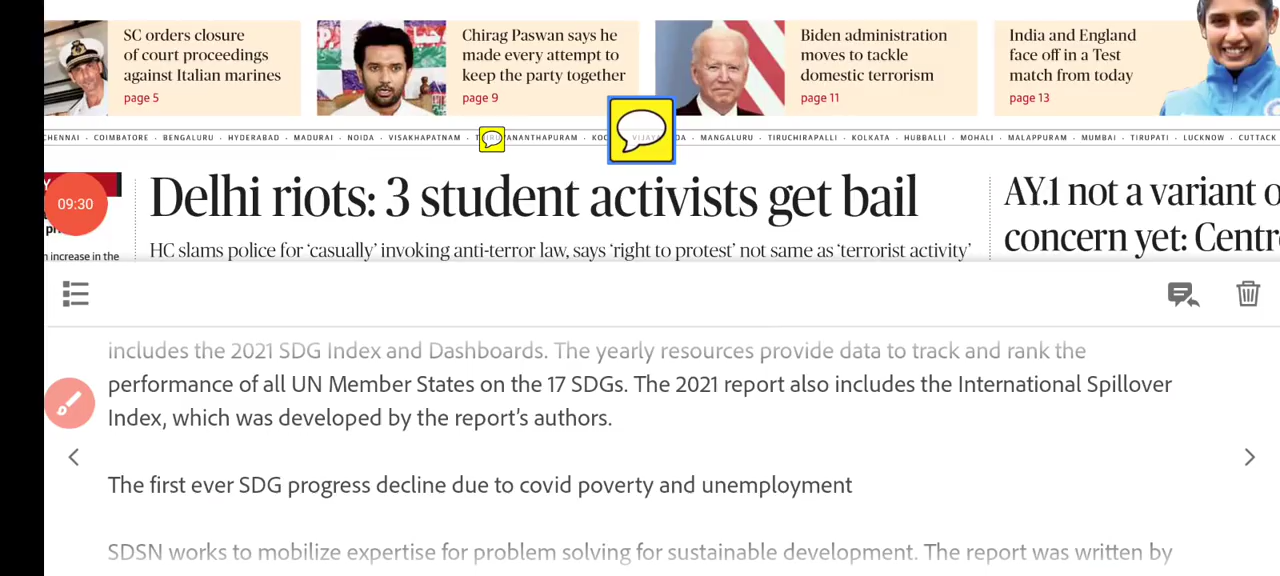 SC orders closure
of court proceedings
against Italian marines
page 5
Chirag Paswan says he
made every attempt to
keep the party together
page 9
Biden administration
moves to tackle
domestic terrorism
page 11
India and England
face off in a Test
match from today
page 13
CHENNAI · COIMBATORE · BENGALURU · HYDERABAD · MADURAI · NOIDA · VISAKHAPATNAM · THIRUVANANTHAPURAM · · MANGALURU · TIRUCHIRAPALLI · KOLKATA · HUBBALLI · MOHALI · MALAPPURAM · MUMBAI · TIRUPATI · LUCKNOW · CUTTACK
09:30
n increase in the
Delhi riots: 3 student activists get bail
HC slams police for ‘casually’ invoking anti-terror law, says ‘right to protest’ not same as ‘terrorist activity’
AY.1 not a variant o
concern yet: Centr
includes the 2021 SDG Index and Dashboards. The yearly resources provide data to track and rank the
performance of all UN Member States on the 17 SDGs. The 2021 report also includes the International Spillover
Index, which was developed by the report’s authors.
The first ever SDG progress decline due to covid poverty and unemployment
SDSN works to mobilize expertise for problem solving for sustainable development. The report was written by